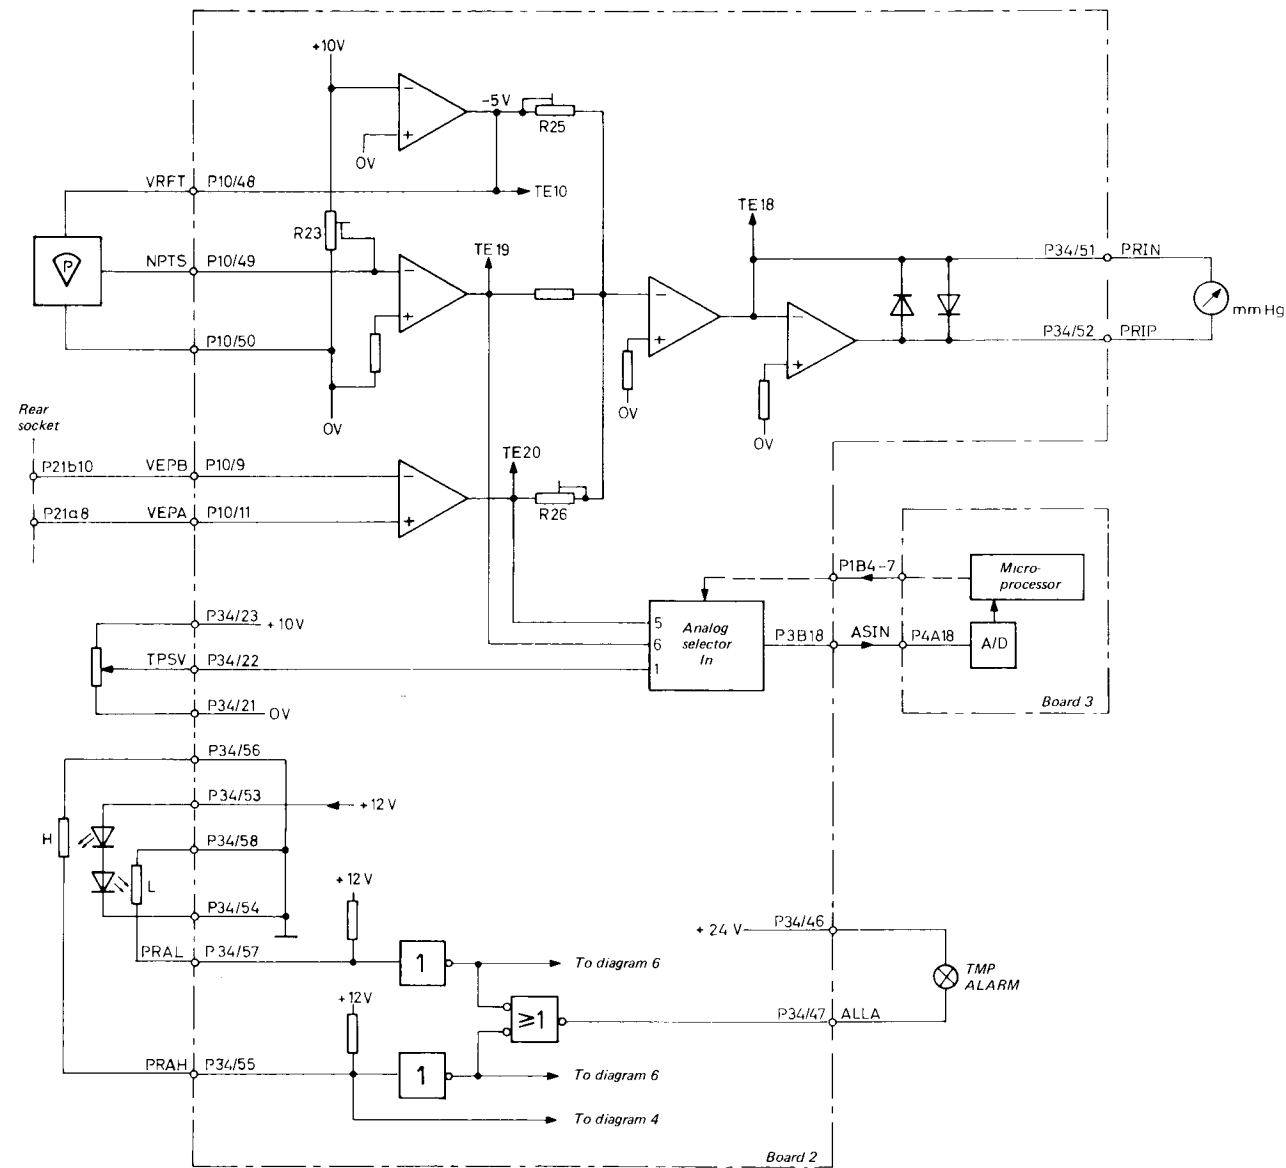 +10V
-5V
R25
0V
VRFT P10/48
TE10
TE18
R23
TE19
P34/51 PRIN
P
NPTS P10/49
mmHg
P10/50
P34/52 PRIP
0V
0V
0V
Rear
socket
TE20
P21b10 VEPB P10/9
R26
P21a8 VEPA P10/11
P1B4-7
Micro-
processor
P34/23 +10V
5
6
1
Analog
selector
In
P3B18 ASIN P4A18
A/D
TPSV P34/22
P34/21 0V
Board 3
P34/56
P34/53 +12V
H
P34/58
L
+12V
P34/54
+24V P34/46
PRAL P34/57
1
To diagram 6
TMP
ALARM
+12V
≥1
P34/47 ALLA
PRAH P34/55
1
To diagram 6
To diagram 4
Board 2